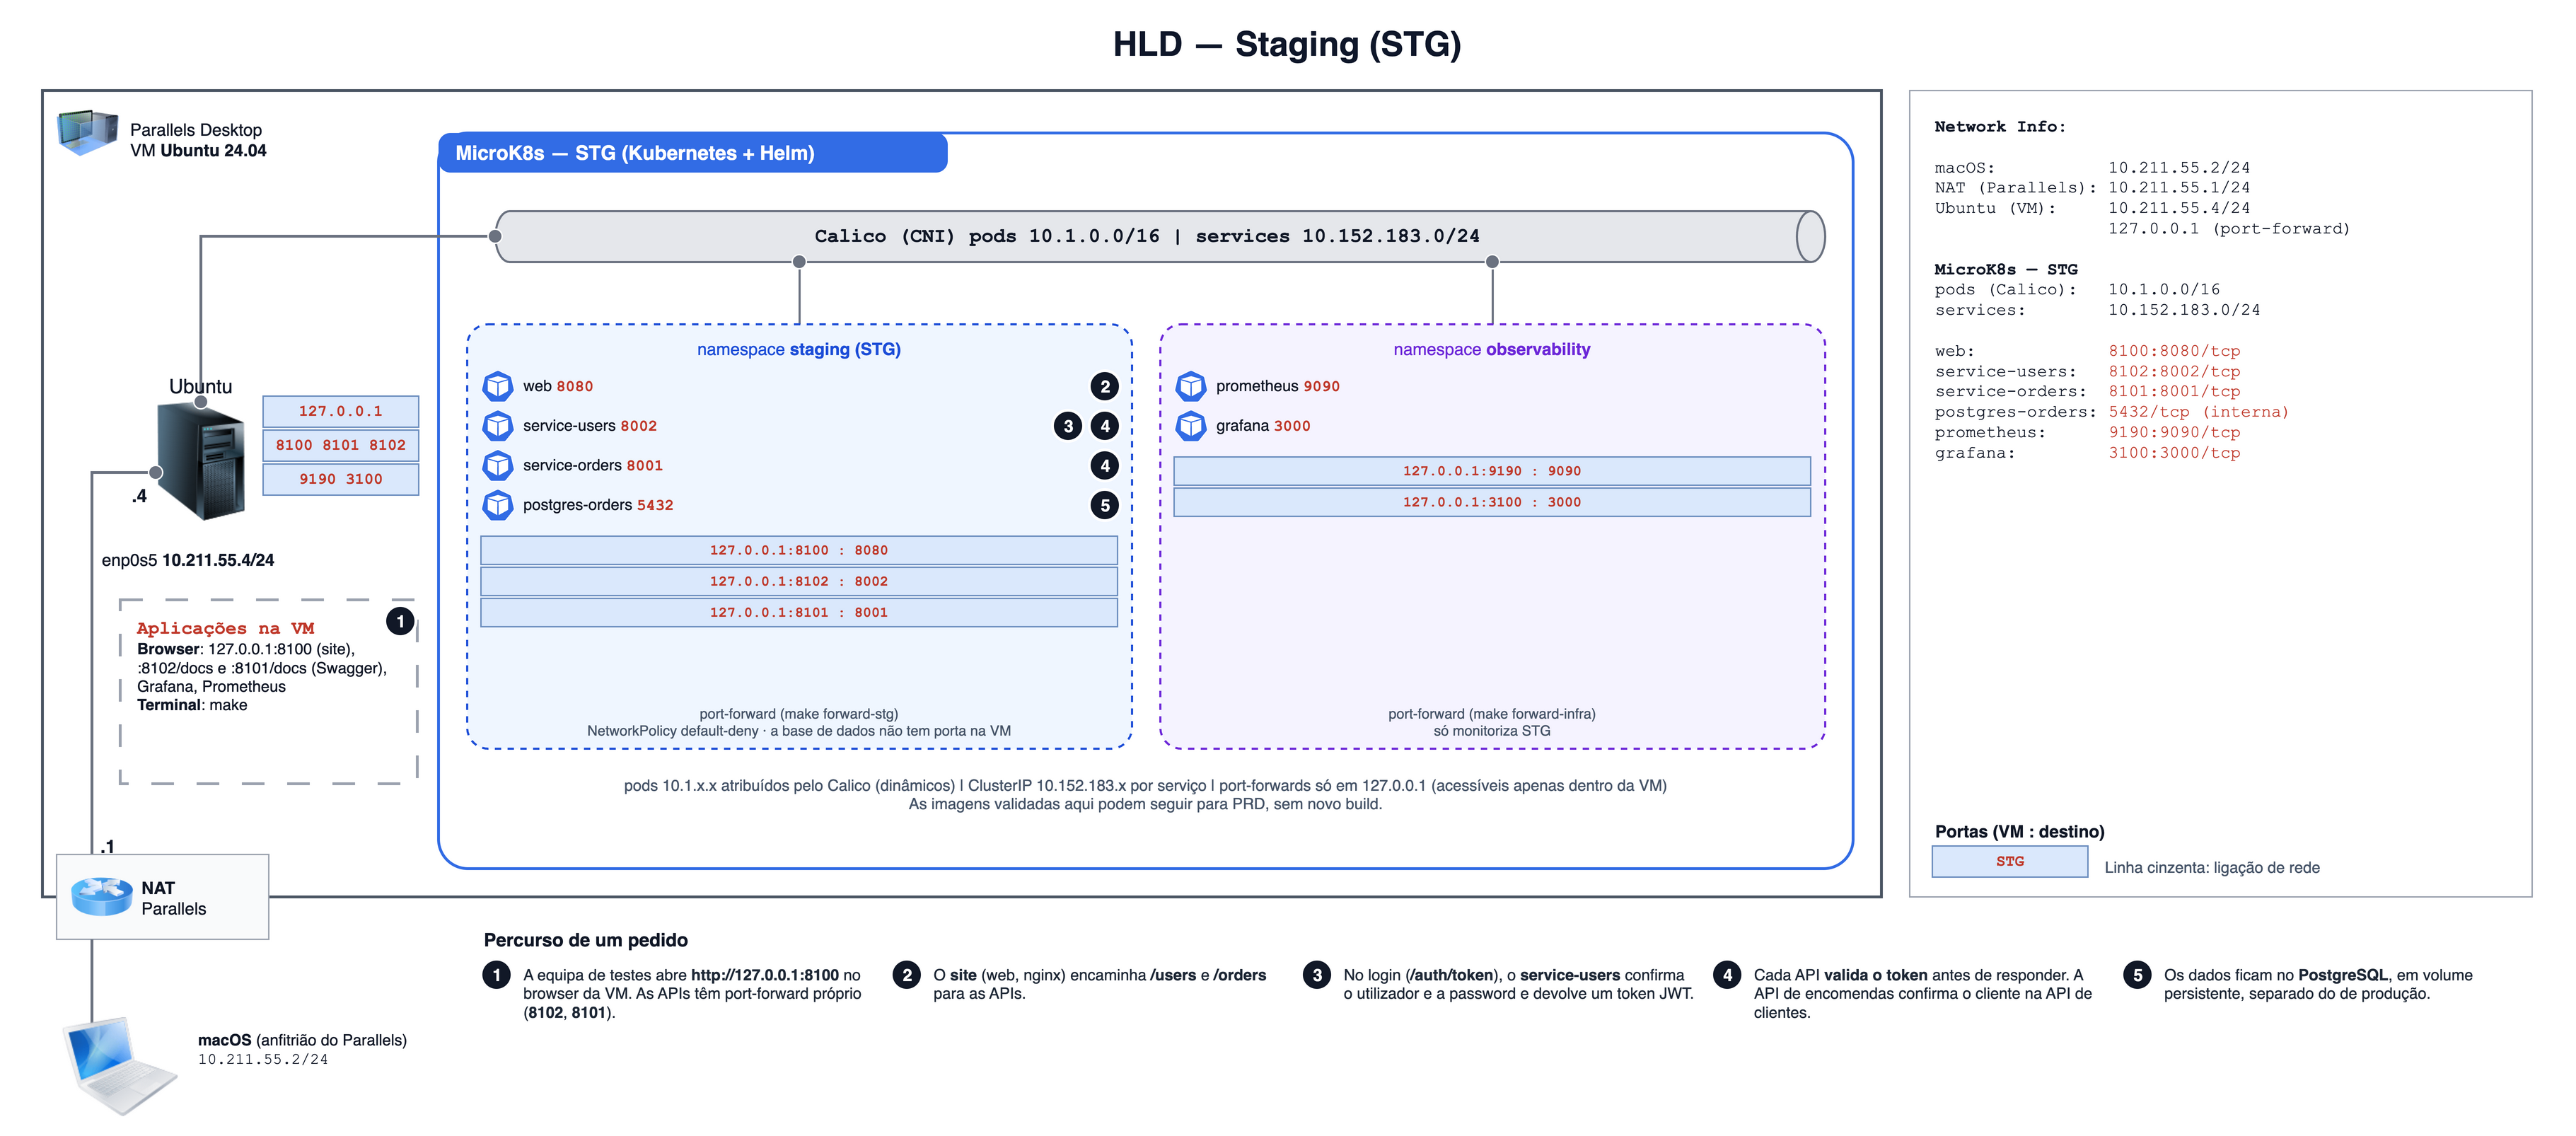 HLD — Staging (STG)
Parallels Desktop
VM Ubuntu 24.04
MicroK8s — STG (Kubernetes + Helm)
Calico (CNI) pods 10.1.0.0/16 | services 10.152.183.0/24
Ubuntu
127.0.0.1
8100 8101 8102
9190 3100
.4
enp0s5 10.211.55.4/24
1
Aplicações na VM
Browser: 127.0.0.1:8100 (site),
:8102/docs e :8101/docs (Swagger),
Grafana, Prometheus
Terminal: make
.1
NAT
Parallels
macOS (anfitrião do Parallels)
10.211.55.2/24
namespace staging (STG)
web 8080 2
service-users 8002 3 4
service-orders 8001 4
postgres-orders 5432 5
127.0.0.1:8100 : 8080
127.0.0.1:8102 : 8002
127.0.0.1:8101 : 8001
port-forward (make forward-stg)
NetworkPolicy default-deny · a base de dados não tem porta na VM
namespace observability
prometheus 9090
grafana 3000
127.0.0.1:9190 : 9090
127.0.0.1:3100 : 3000
port-forward (make forward-infra)
só monitoriza STG
pods 10.1.x.x atribuídos pelo Calico (dinâmicos) | ClusterIP 10.152.183.x por serviço | port-forwards só em 127.0.0.1 (acessíveis apenas dentro da VM)
As imagens validadas aqui podem seguir para PRD, sem novo build.
Network Info:
macOS: 10.211.55.2/24
NAT (Parallels): 10.211.55.1/24
Ubuntu (VM): 10.211.55.4/24
127.0.0.1 (port-forward)
MicroK8s — STG
pods (Calico): 10.1.0.0/16
services: 10.152.183.0/24
web: 8100:8080/tcp
service-users: 8102:8002/tcp
service-orders: 8101:8001/tcp
postgres-orders: 5432/tcp (interna)
prometheus: 9190:9090/tcp
grafana: 3100:3000/tcp
Portas (VM : destino)
STG
Linha cinzenta: ligação de rede
Percurso de um pedido
1 A equipa de testes abre http://127.0.0.1:8100 no
browser da VM. As APIs têm port-forward próprio
(8102, 8101).
2 O site (web, nginx) encaminha /users e /orders
para as APIs.
3 No login (/auth/token), o service-users confirma
o utilizador e a password e devolve um token JWT.
4 Cada API valida o token antes de responder. A
API de encomendas confirma o cliente na API de
clientes.
5 Os dados ficam no PostgreSQL, em volume
persistente, separado do de produção.